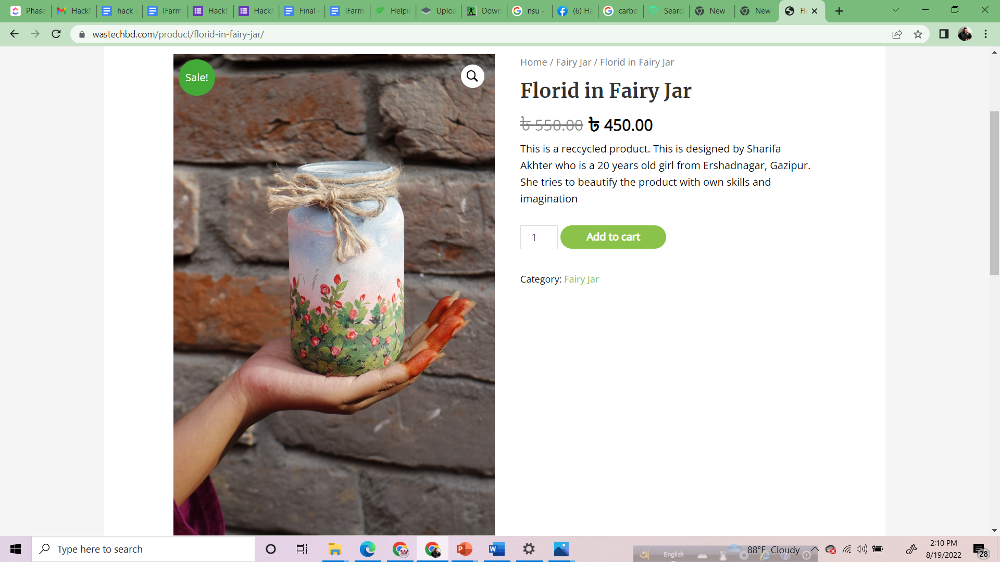 Phase
HackN
hack
IFarm
HackN
HackN
Final
IFarm
Helpi
Uploa
Down
nsu -
(6) Ha
carbo
Searc
New
New
Fl
wastechbd.com/product/florid-in-fairy-jar/
Sale!
Home / Fairy Jar / Florid in Fairy Jar
Florid in Fairy Jar
৳ 550.00 ৳ 450.00
This is a reccycled product. This is designed by Sharifa
Akhter who is a 20 years old girl from Ershadnagar, Gazipur.
She tries to beautify the product with own skills and
imagination
1
Add to cart
Category: Fairy Jar
Type here to search
অ
English
88°F Cloudy
2:10 PM
8/19/2022
28